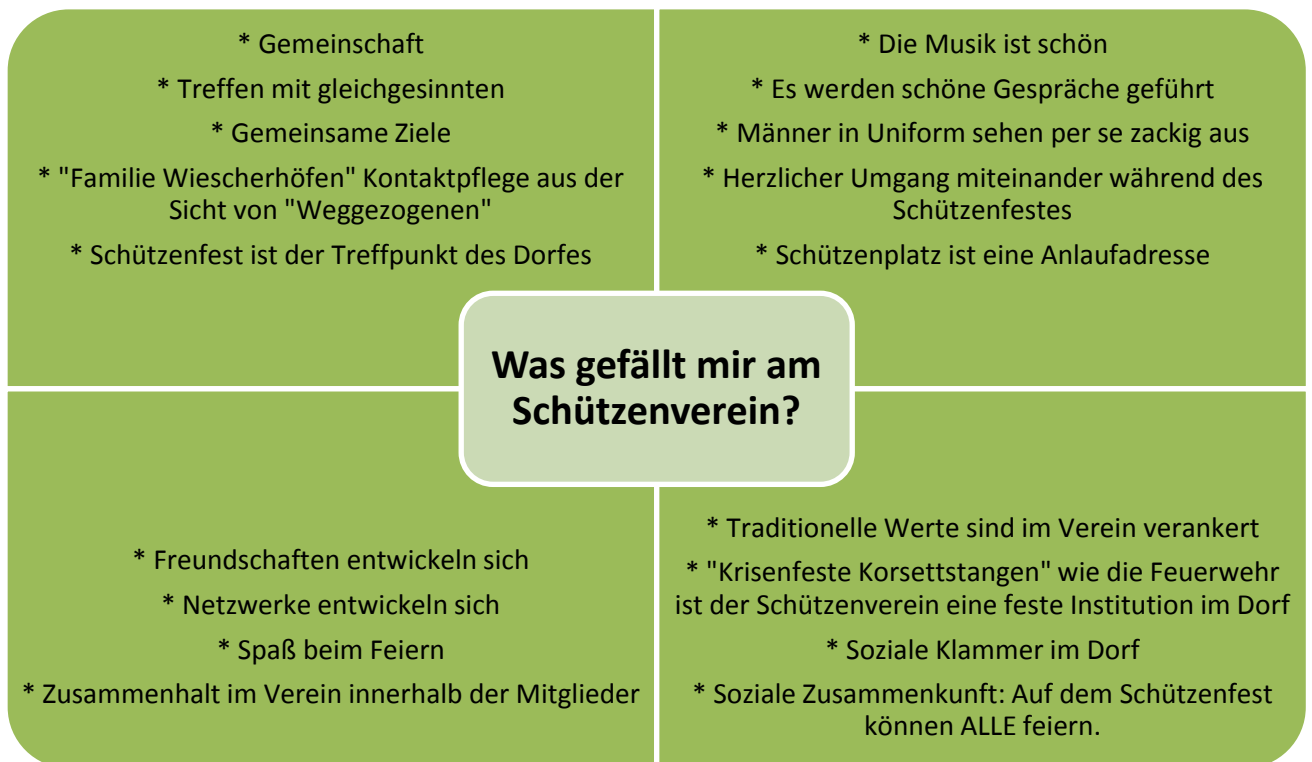 * Gemeinschaft
* Treffen mit gleichgesinnten
* Gemeinsame Ziele
* "Familie Wiescherhöfen" Kontaktpflege aus der
Sicht von "Weggezogenen"
* Schützenfest ist der Treffpunkt des Dorfes
* Die Musik ist schön
* Es werden schöne Gespräche geführt
* Männer in Uniform sehen per se zackig aus
* Herzlicher Umgang miteinander während des
Schützenfestes
* Schützenplatz ist eine Anlaufadresse
Was gefällt mir am
Schützenverein?
* Freundschaften entwickeln sich
* Netzwerke entwickeln sich
* Spaß beim Feiern
* Zusammenhalt im Verein innerhalb der Mitglieder
* Traditionelle Werte sind im Verein verankert
* "Krisenfeste Korsettstangen" wie die Feuerwehr
ist der Schützenverein eine feste Institution im Dorf
* Soziale Klammer im Dorf
* Soziale Zusammenkunft: Auf dem Schützenfest
können ALLE feiern.